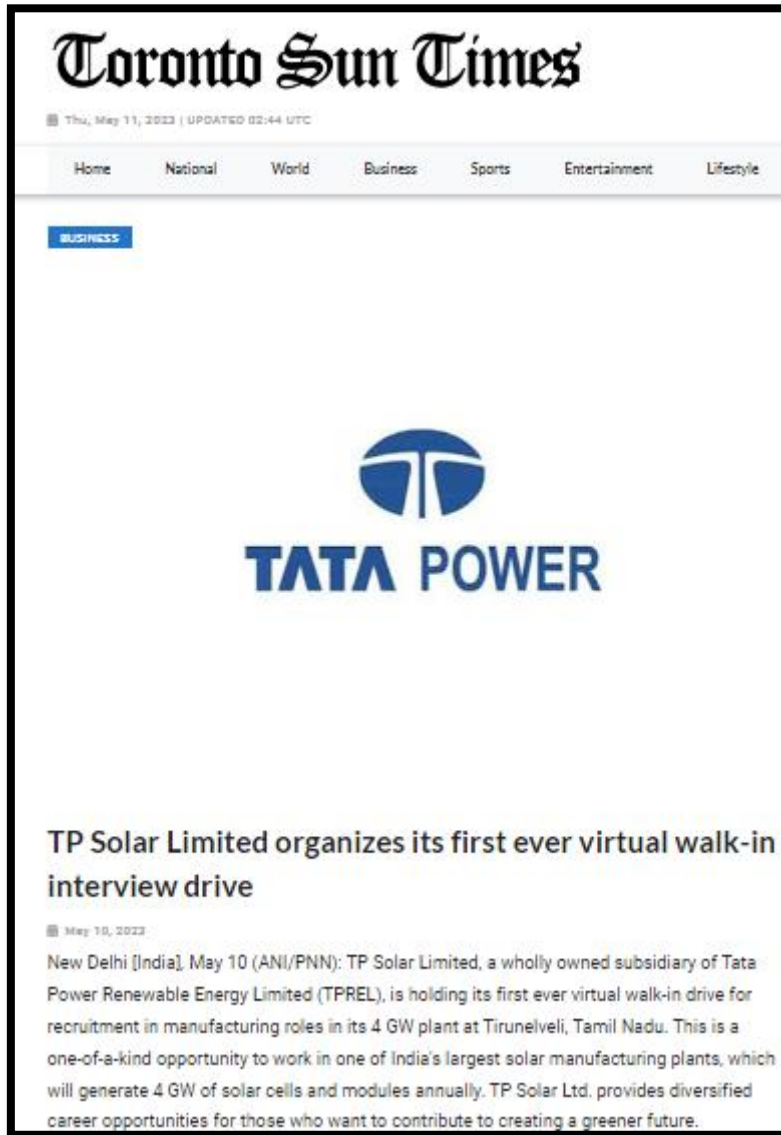 Toronto Sun Times
Thu, May 11, 2023 | UPDATED 02:44 UTC
Home National World Business Sports Entertainment Lifestyle
BUSINESS
TATA POWER
TP Solar Limited organizes its first ever virtual walk-in
interview drive
May 10, 2023
New Delhi [India], May 10 (ANI/PNN): TP Solar Limited, a wholly owned subsidiary of Tata
Power Renewable Energy Limited (TPREL), is holding its first ever virtual walk-in drive for
recruitment in manufacturing roles in its 4 GW plant at Tirunelveli, Tamil Nadu. This is a
one-of-a-kind opportunity to work in one of India's largest solar manufacturing plants, which
will generate 4 GW of solar cells and modules annually. TP Solar Ltd. provides diversified
career opportunities for those who want to contribute to creating a greener future.